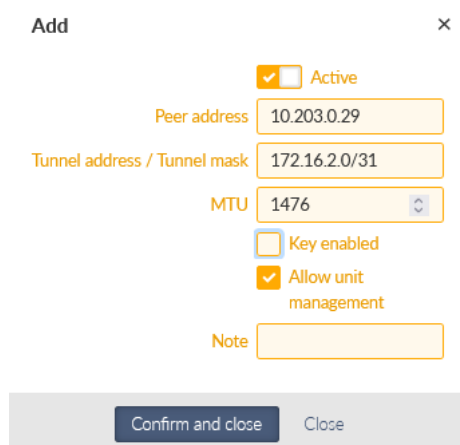 Add ×
Active
Peer address 10.203.0.29
Tunnel address / Tunnel mask 172.16.2.0/31
MTU 1476
Key enabled
Allow unit
management
Note
Confirm and close Close